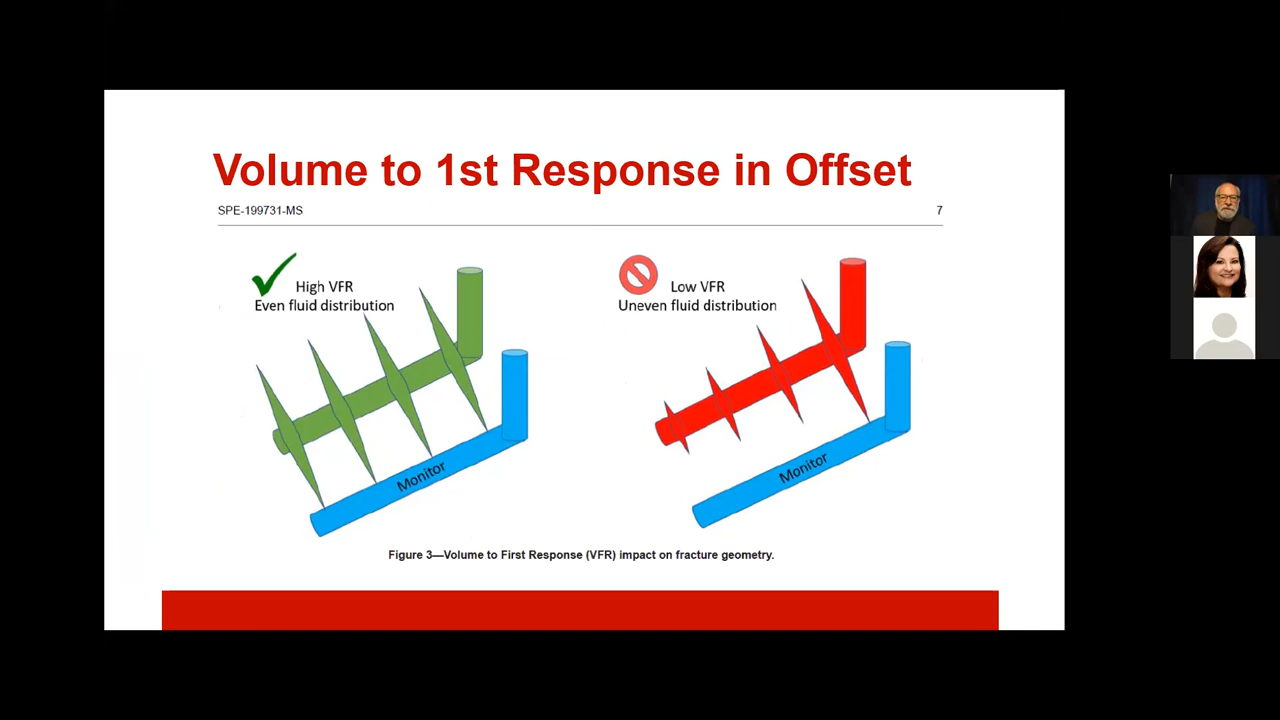 Volume to 1st Response in Offset
SPE-199731-MS
7
High VFR
Even fluid distribution
Low VFR
Uneven fluid distribution
Monitor
Monitor
Figure 3—Volume to First Response (VFR) impact on fracture geometry.